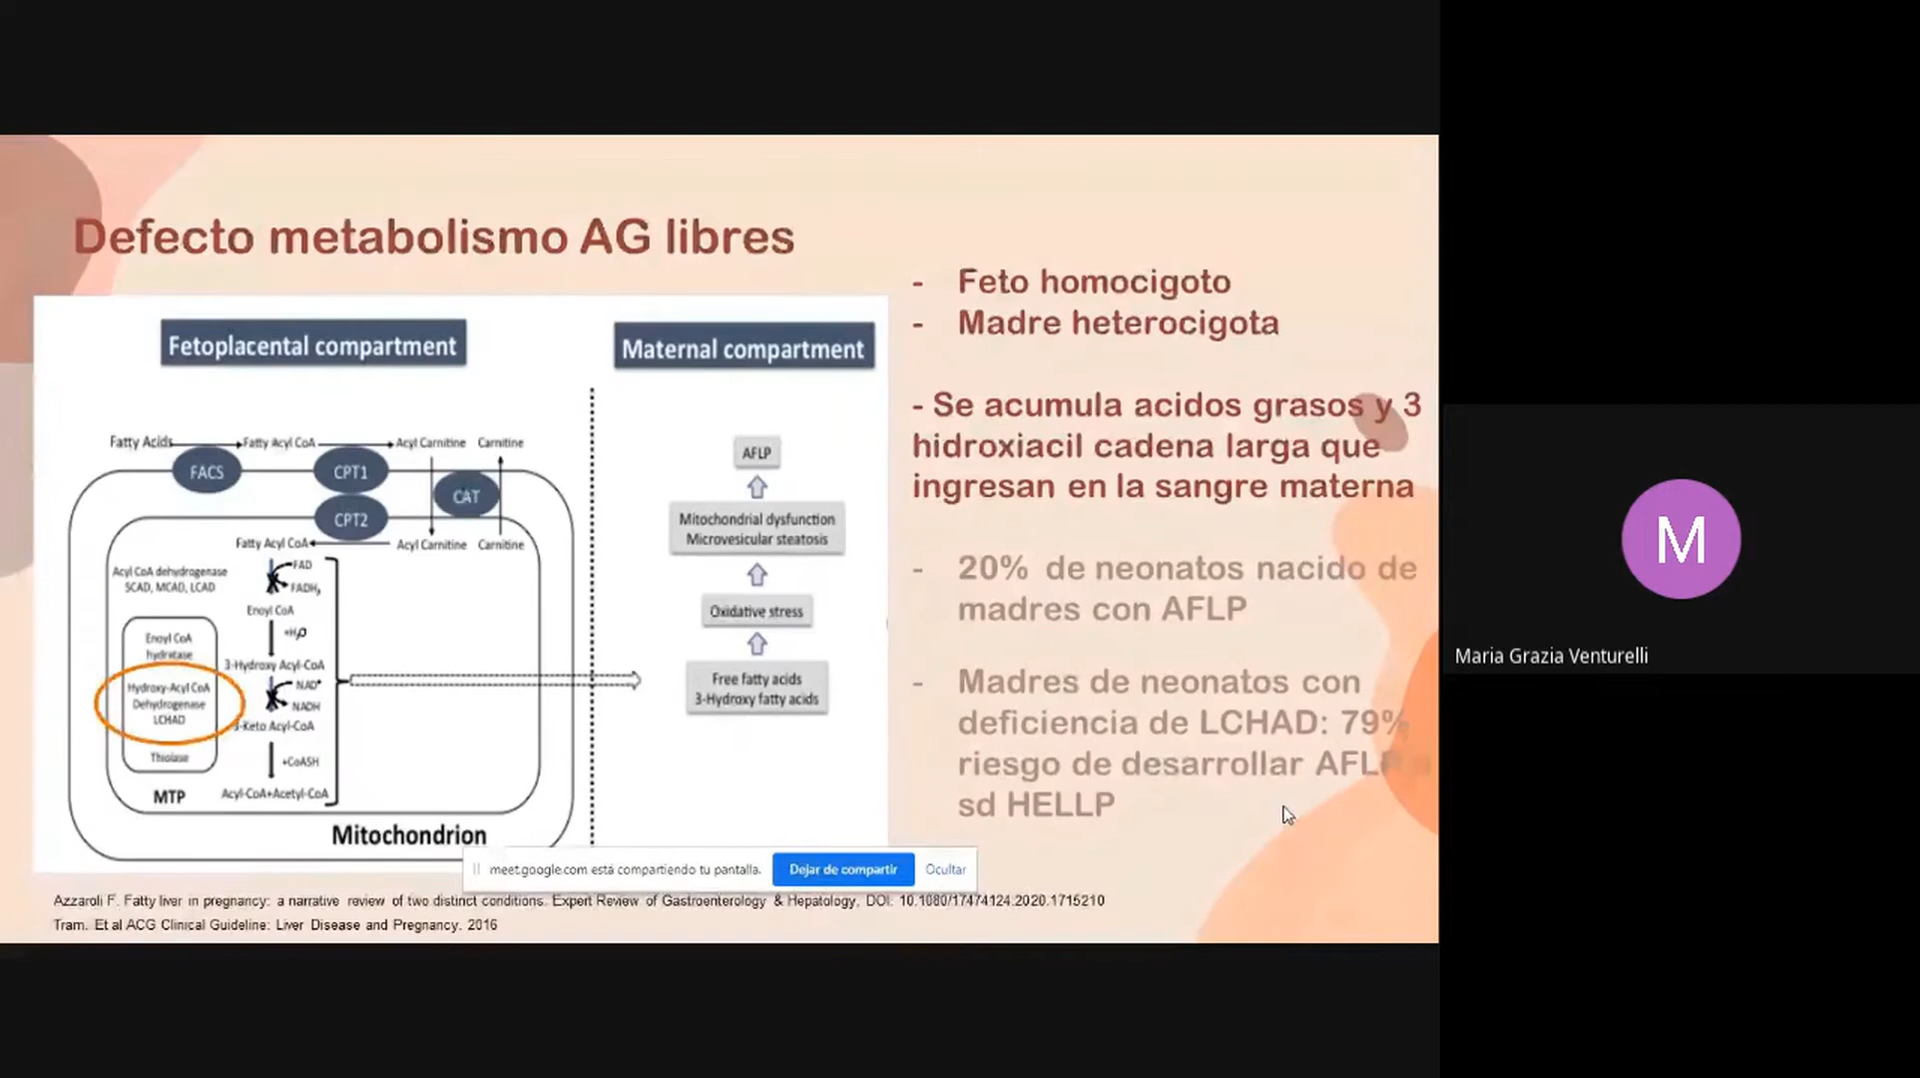 Defecto metabolismo AG libres
Fetoplacental compartment
Maternal compartment
Fatty Acids
Fatty Acyl CoA
Acyl Carnitine
Carnitine
FACS
CPT1
CAT
CPT2
Fatty Acyl CoA
Acyl Carnitine
Carnitine
Acyl CoA dehydrogenase
SCAD, MCAD, LCAD
FAD
FADH₂
Enoyl CoA
+H₂O
Enoyl CoA
hydratase
3-Hydroxy Acyl-CoA
Hydroxy-Acyl CoA
Dehydrogenase
LCHAD
NAD⁺
NADH
3-Keto Acyl-CoA
Thiolase
+CoASH
MTP
Acyl-CoA+Acetyl-CoA
Mitochondrion
AFLP
Mitochondrial dysfunction
Microvesicular steatosis
Oxidative stress
Free fatty acids
3-Hydroxy fatty acids
- Feto homocigoto
- Madre heterocigota
- Se acumula acidos grasos y 3
hidroxiacil cadena larga que
ingresan en la sangre materna
- 20% de neonatos nacido de
madres con AFLP
- Madres de neonatos con
deficiencia de LCHAD: 79%
riesgo de desarrollar AFLP
sd HELLP
meet.google.com está compartiendo tu pantalla.
Dejar de compartir
Ocultar
Azzaroli F. Fatty liver in pregnancy: a narrative review of two distinct conditions. Expert Review of Gastroenterology & Hepatology, DOI: 10.1080/17474124.2020.1715210
Tram. Et al ACG Clinical Guideline: Liver Disease and Pregnancy. 2016
M
Maria Grazia Venturelli